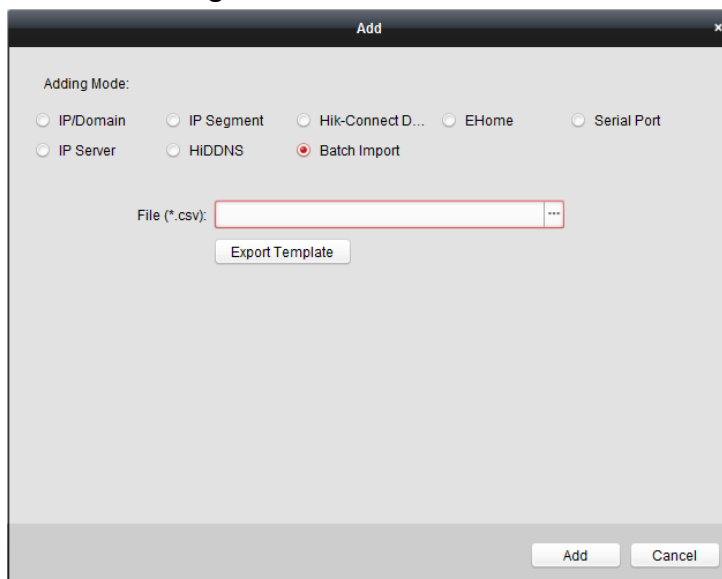 Add
Adding Mode:
IP/Domain IP Segment Hik-Connect D... EHome Serial Port
IP Server HiDDNS Batch Import
File (*.csv): ...
Export Template
Add Cancel